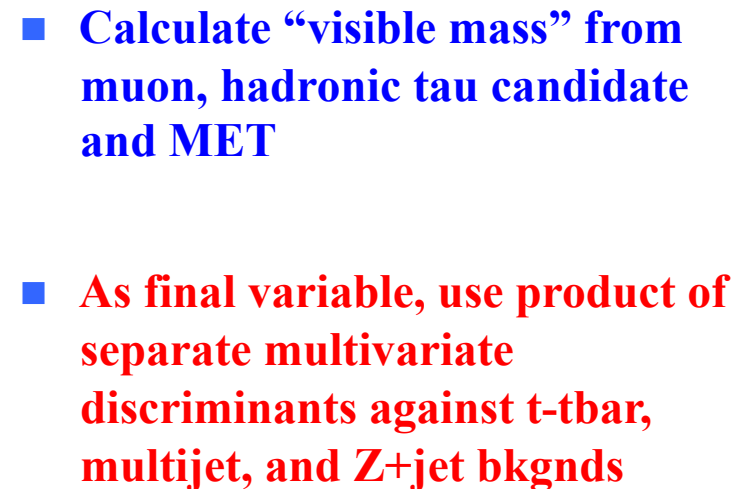 Calculate “visible mass” from
muon, hadronic tau candidate
and MET
As final variable, use product of
separate multivariate
discriminants against t-tbar,
multijet, and Z+jet bkgnds